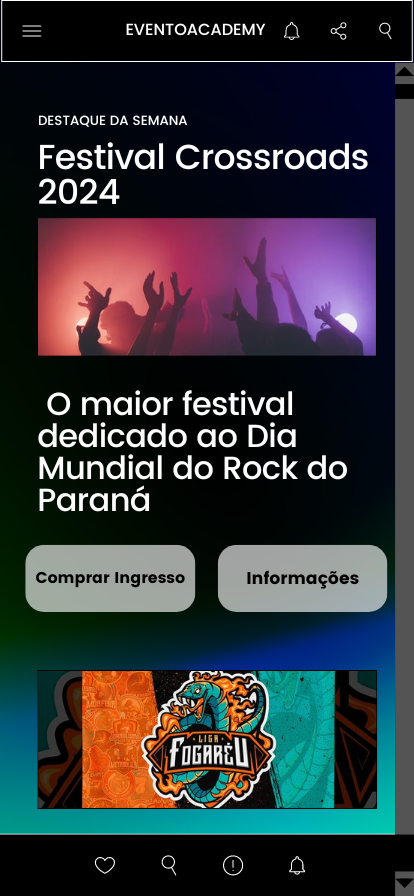 EVENTOACADEMY
DESTAQUE DA SEMANA
Festival Crossroads
2024
O maior festival
dedicado ao Dia
Mundial do Rock do
Paraná
Comprar Ingresso
Informações
LIGA
FOGARÉU